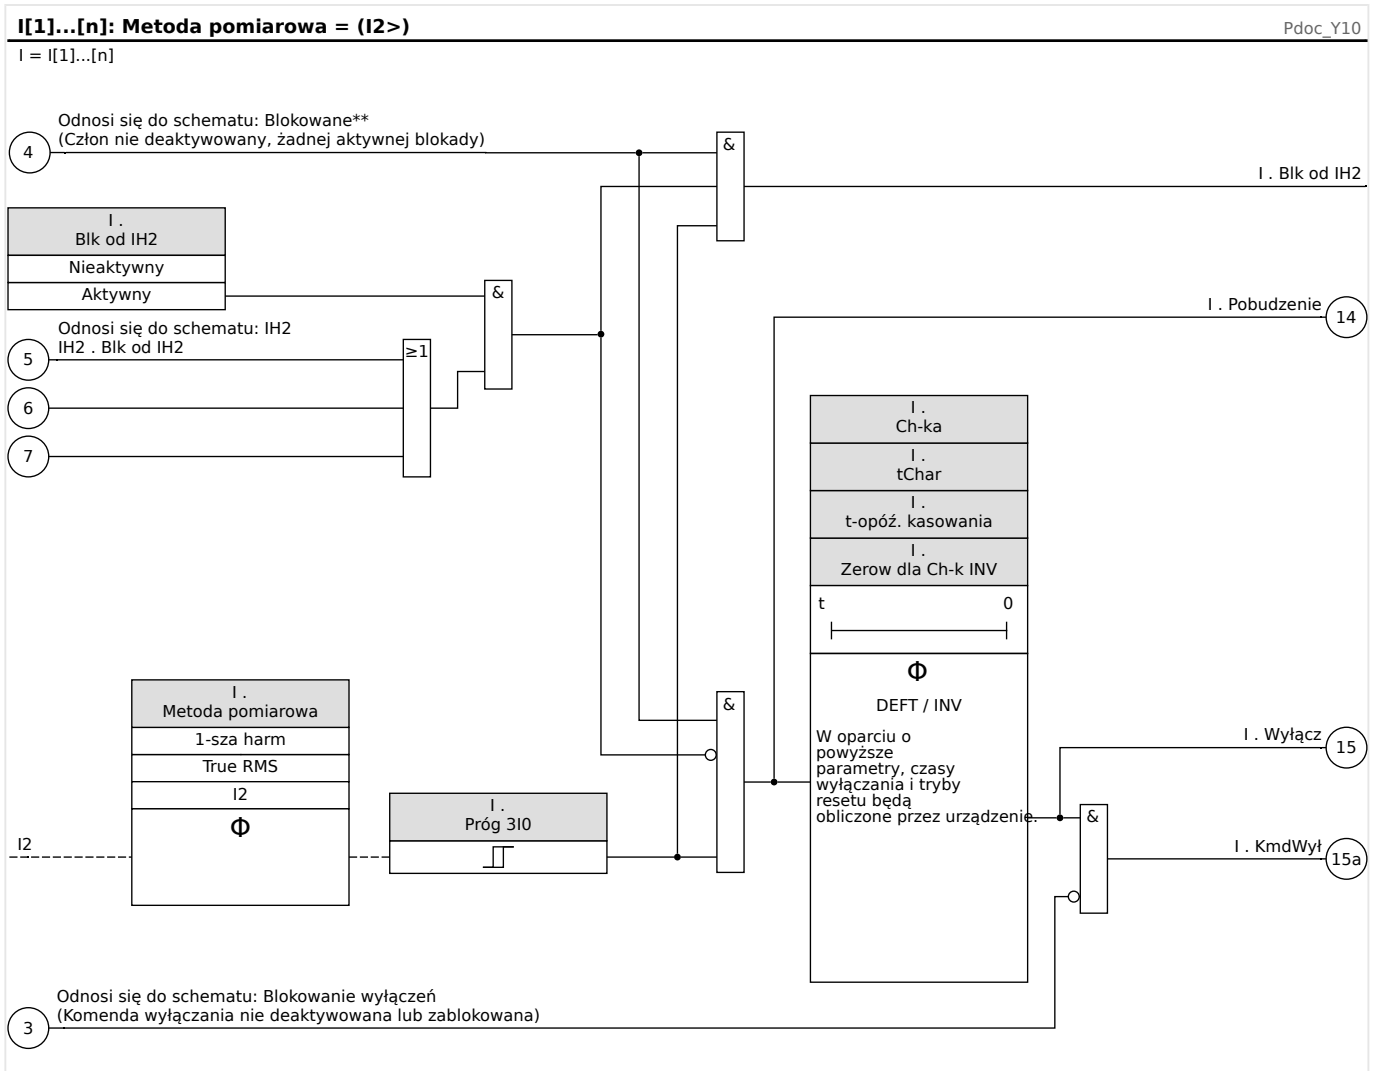 I[1]...[n]: Metoda pomiarowa = (I2>)
Pdoc_Y10
I = I[1]...[n]
Odnosi się do schematu: Blokowane**
(Człon nie deaktywowany, żadnej aktywnej blokady)
4
&
I . Blk od IH2
I .
Blk od IH2
Nieaktywny
Aktywny
&
I . Pobudzenie
14
Odnosi się do schematu: IH2
IH2 . Blk od IH2
5
≥1
6
7
I .
Ch-ka
I .
tChar
I .
t-opóź. kasowania
I .
Zerow dla Ch-k INV
t 0
Φ
DEFT / INV
W oparciu o
powyższe
parametry, czasy
wyłączania i tryby
resetu będą
obliczone przez urządzenie.
I .
Metoda pomiarowa
1-sza harm
True RMS
I2
Φ
I2
I .
Próg 3I0
&
I . Wyłącz
15
&
I . KmdWył
15a
Odnosi się do schematu: Blokowanie wyłączeń
(Komenda wyłączania nie deaktywowana lub zablokowana)
3